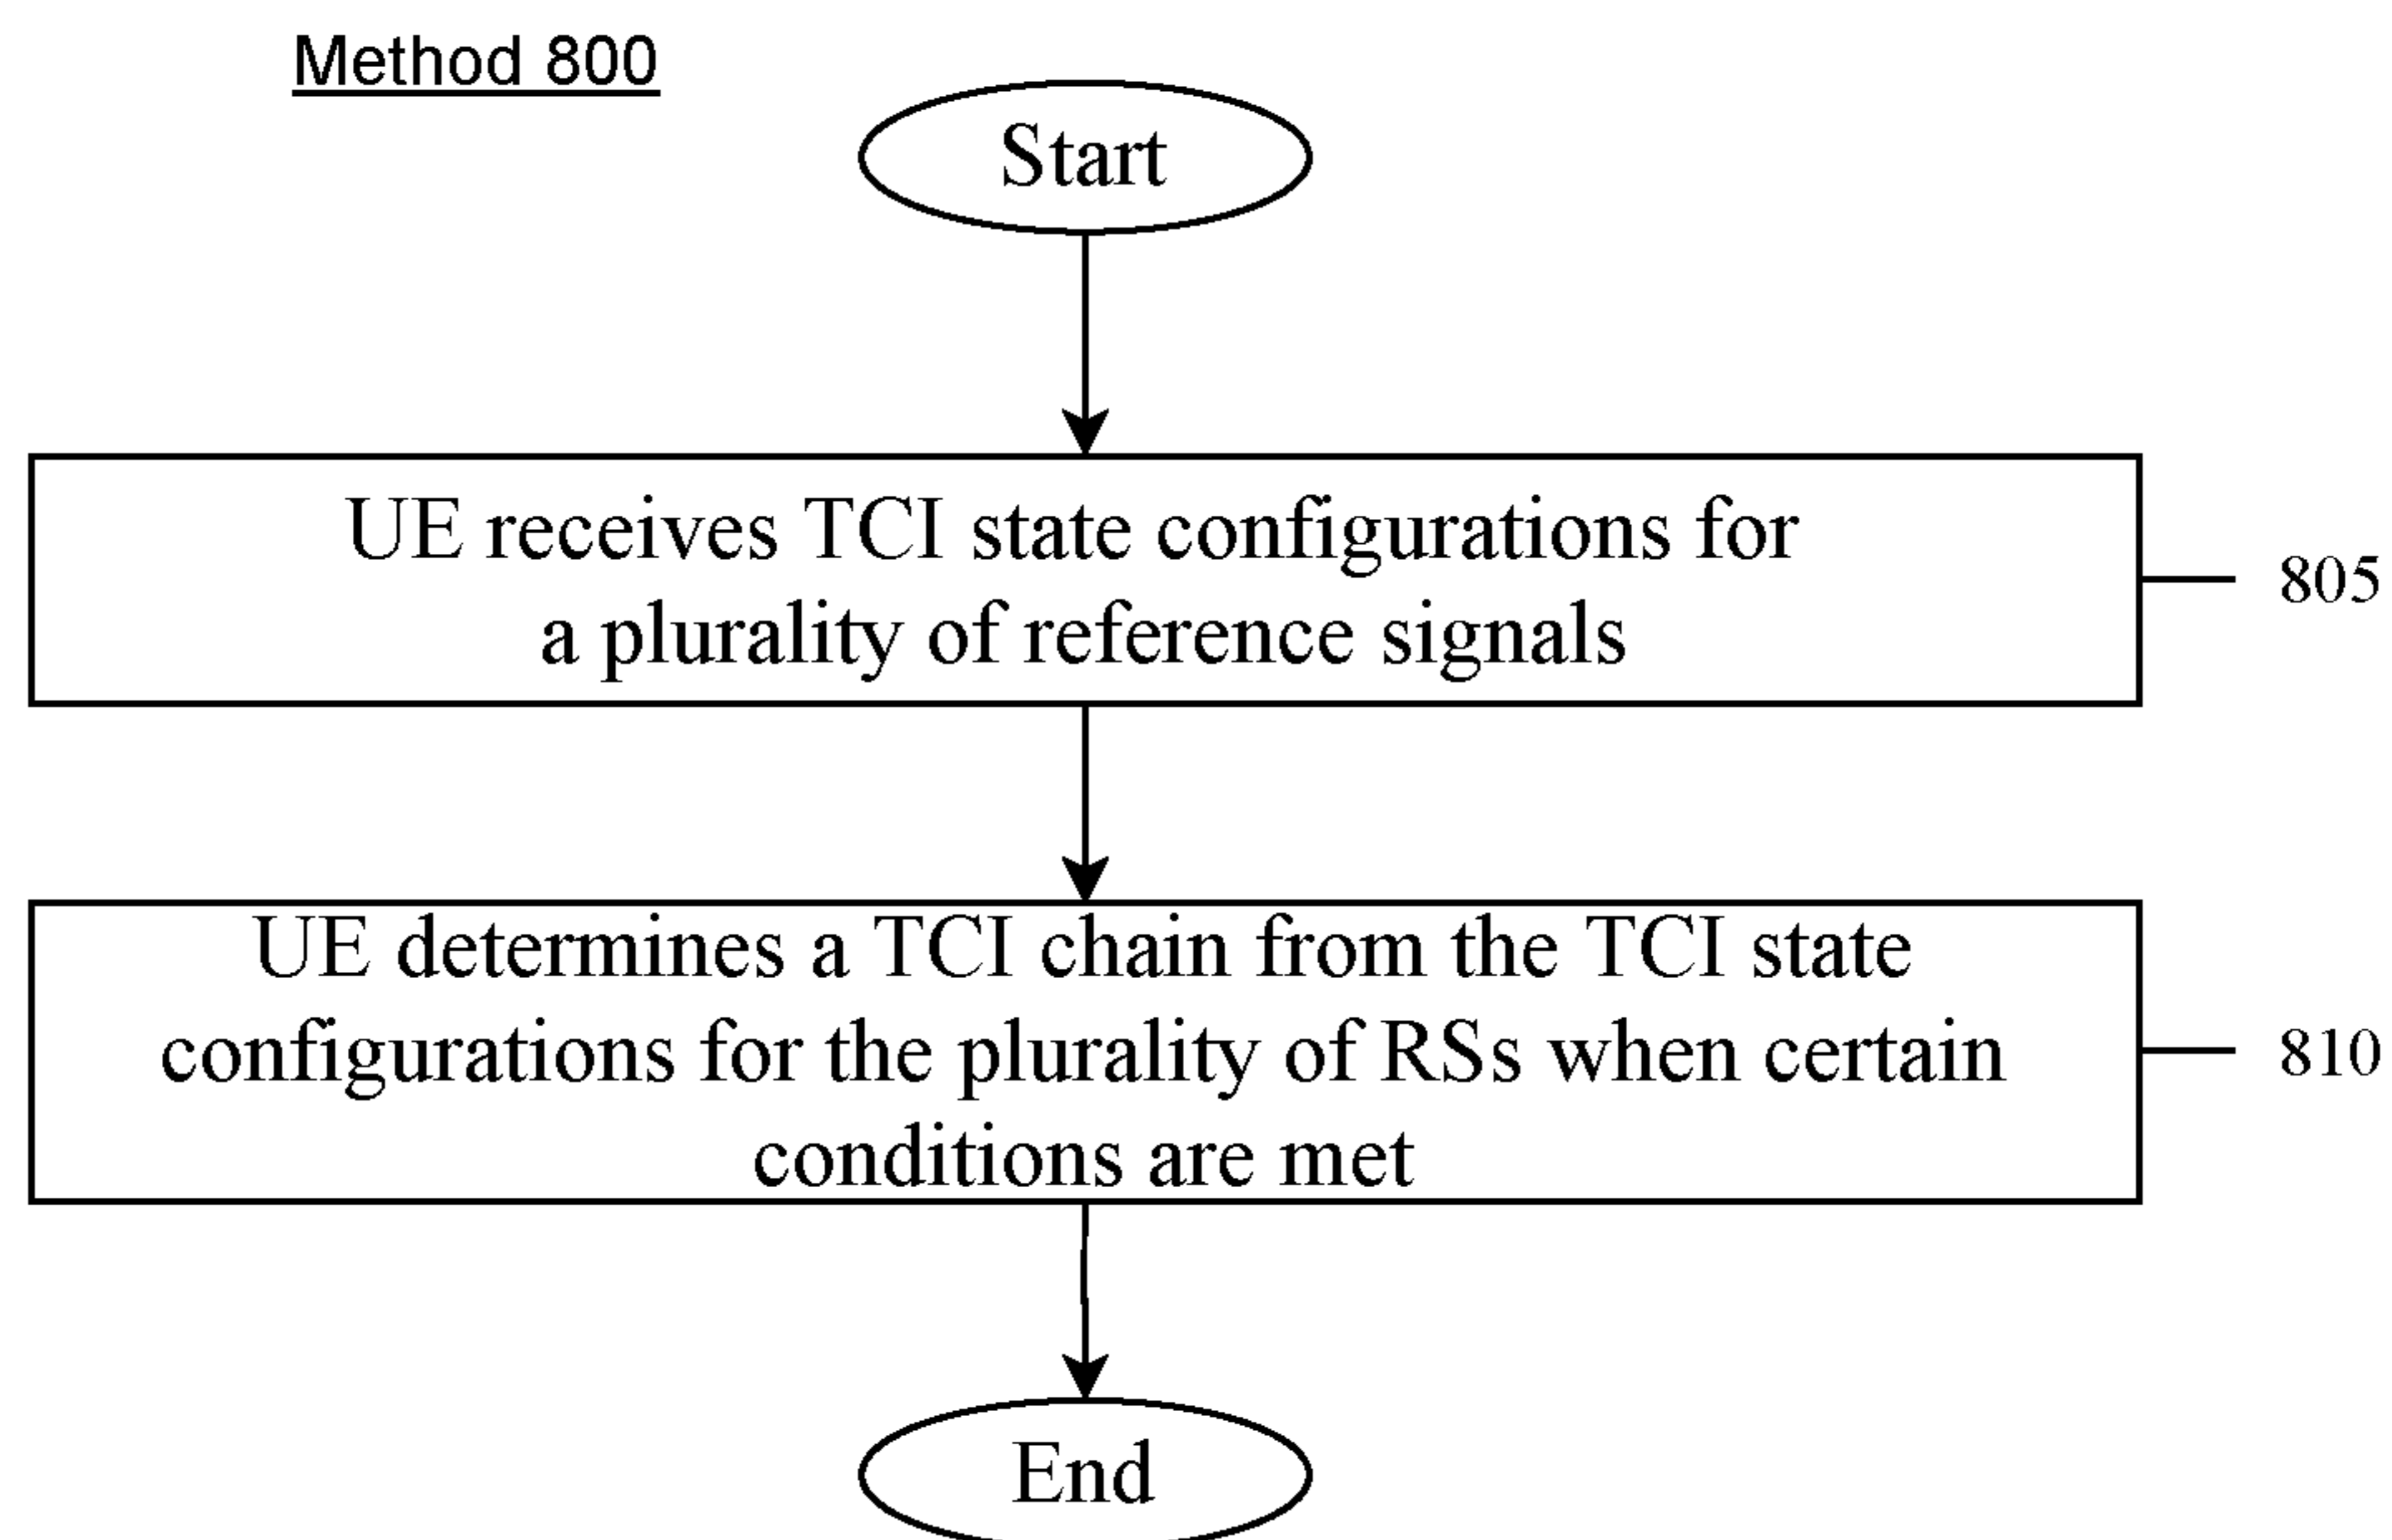 Method 800
Start
UE receives TCI state configurations for
a plurality of reference signals
805
UE determines a TCI chain from the TCI state
configurations for the plurality of RSs when certain
conditions are met
810
End